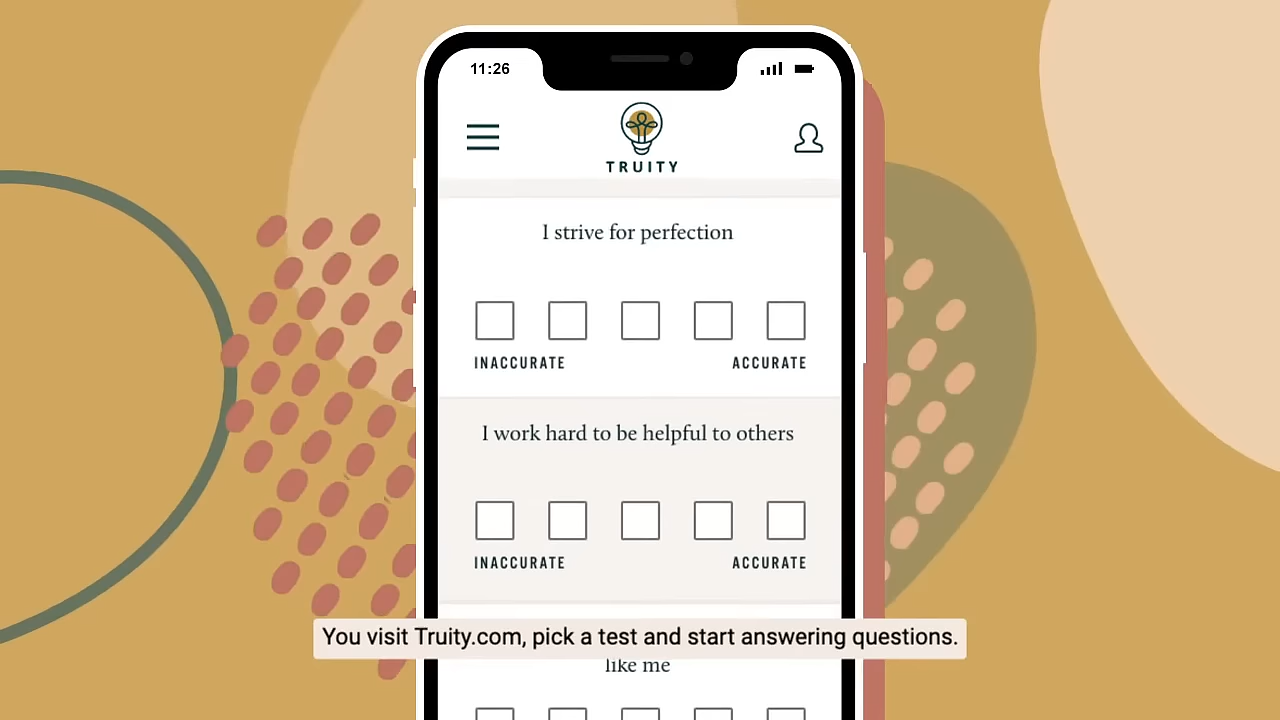 11:26
TRUITY
I strive for perfection
INACCURATE ACCURATE
I work hard to be helpful to others
INACCURATE ACCURATE
You visit Truity.com, pick a test and start answering questions.
like me